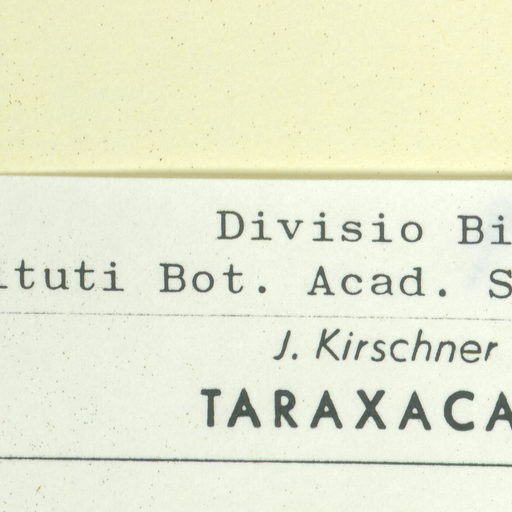 Divisio Bi
ituti Bot. Acad. S
J. Kirschner
TARAXACA